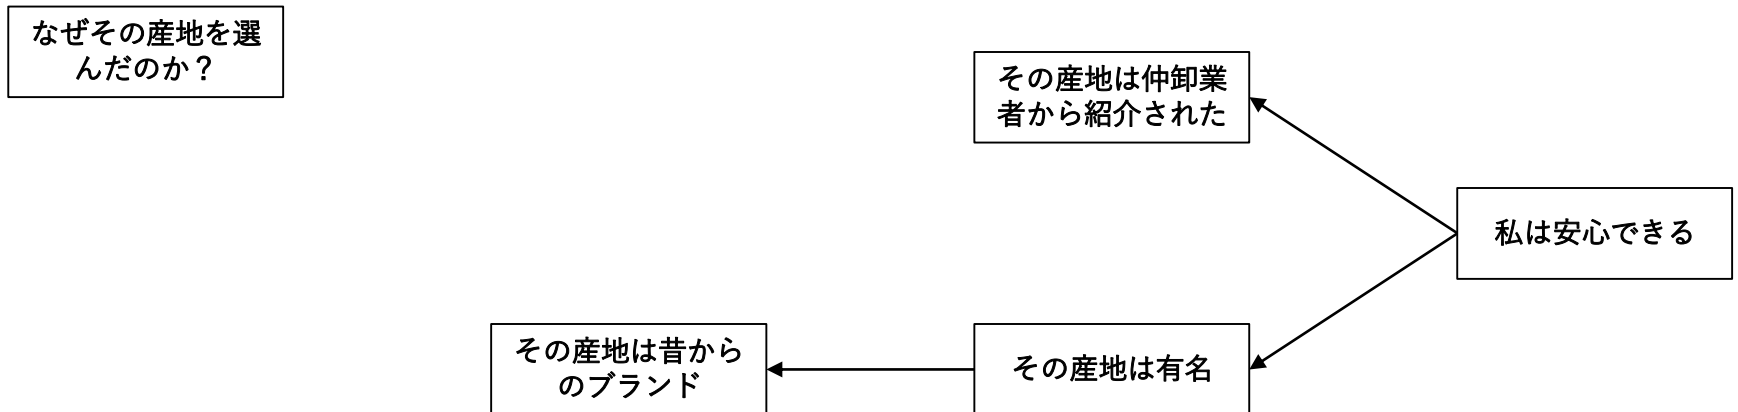 なぜその産地を選
んだのか？
その産地は仲卸業
者から紹介された
私は安心できる
その産地は昔から
のブランド
その産地は有名